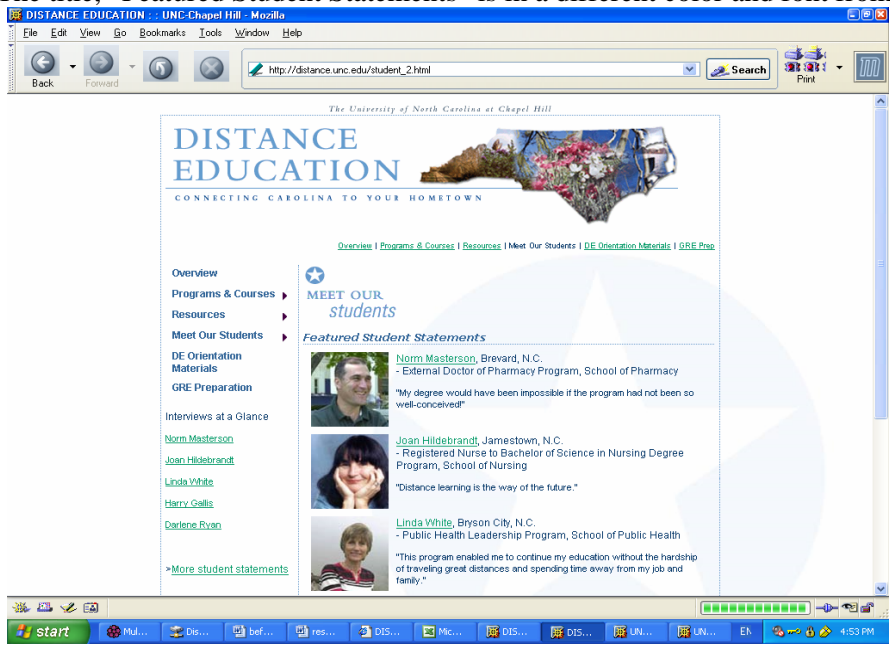 The title, "Featured Student Statements" is in a different color and font from
DISTANCE EDUCATION : : UNC-Chapel Hill - Mozilla
File Edit View Go Bookmarks Tools Window Help
Back Forward http://distance.unc.edu/student_2.html Search Print
The University of North Carolina at Chapel Hill
DISTANCE
EDUCATION
CONNECTING CAROLINA TO YOUR HOMETOWN
Overview | Programs & Courses | Resources | Meet Our Students | DE Orientation Materials | GRE Prep
Overview
Programs & Courses
Resources
Meet Our Students
DE Orientation
Materials
GRE Preparation
Interviews at a Glance
Norm Masterson
Joan Hildebrandt
Linda White
Harry Gallis
Darlene Ryan
>More student statements
MEET OUR
students
Featured Student Statements
Norm Masterson, Brevard, N.C.
- External Doctor of Pharmacy Program, School of Pharmacy
"My degree would have been impossible if the program had not been so
well-conceived!"
Joan Hildebrandt, Jamestown, N.C.
- Registered Nurse to Bachelor of Science in Nursing Degree
Program, School of Nursing
"Distance learning is the way of the future."
Linda White, Bryson City, N.C.
- Public Health Leadership Program, School of Public Health
"This program enabled me to continue my education without the hardship
of traveling great distances and spending time away from my job and
family."
start Mul... Dis... bef... res... DIS... Mic... DIS... DIS... UN... UN... EN 4:53 PM